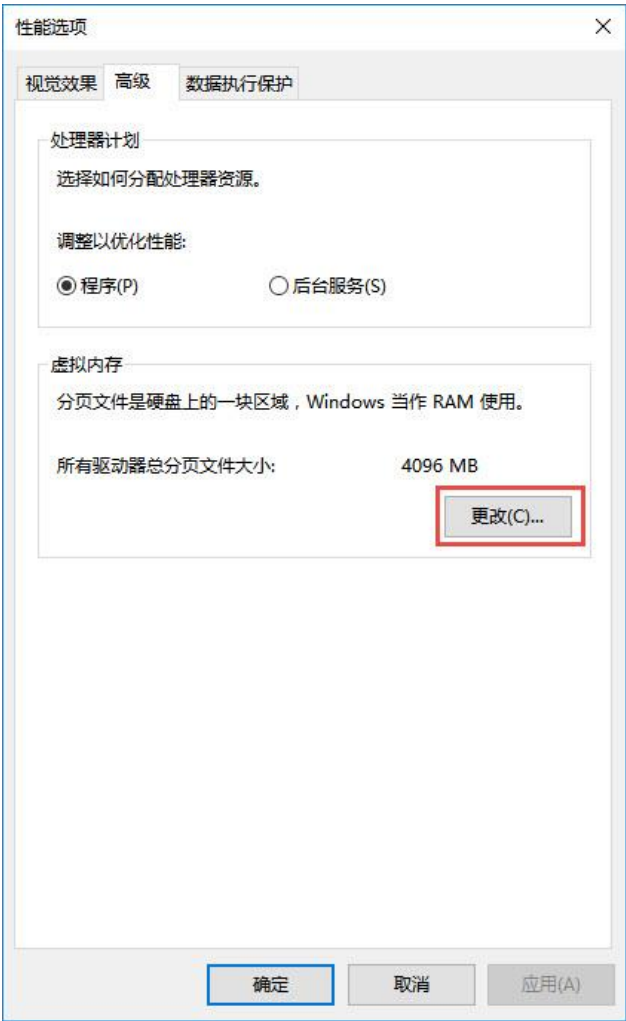 性能选项
视觉效果 高级 数据执行保护
处理器计划
选择如何分配处理器资源。
调整以优化性能:
程序(P) 后台服务(S)
虚拟内存
分页文件是硬盘上的一块区域，Windows 当作 RAM 使用。
所有驱动器总分页文件大小: 4096 MB
更改(C)...
确定 取消 应用(A)